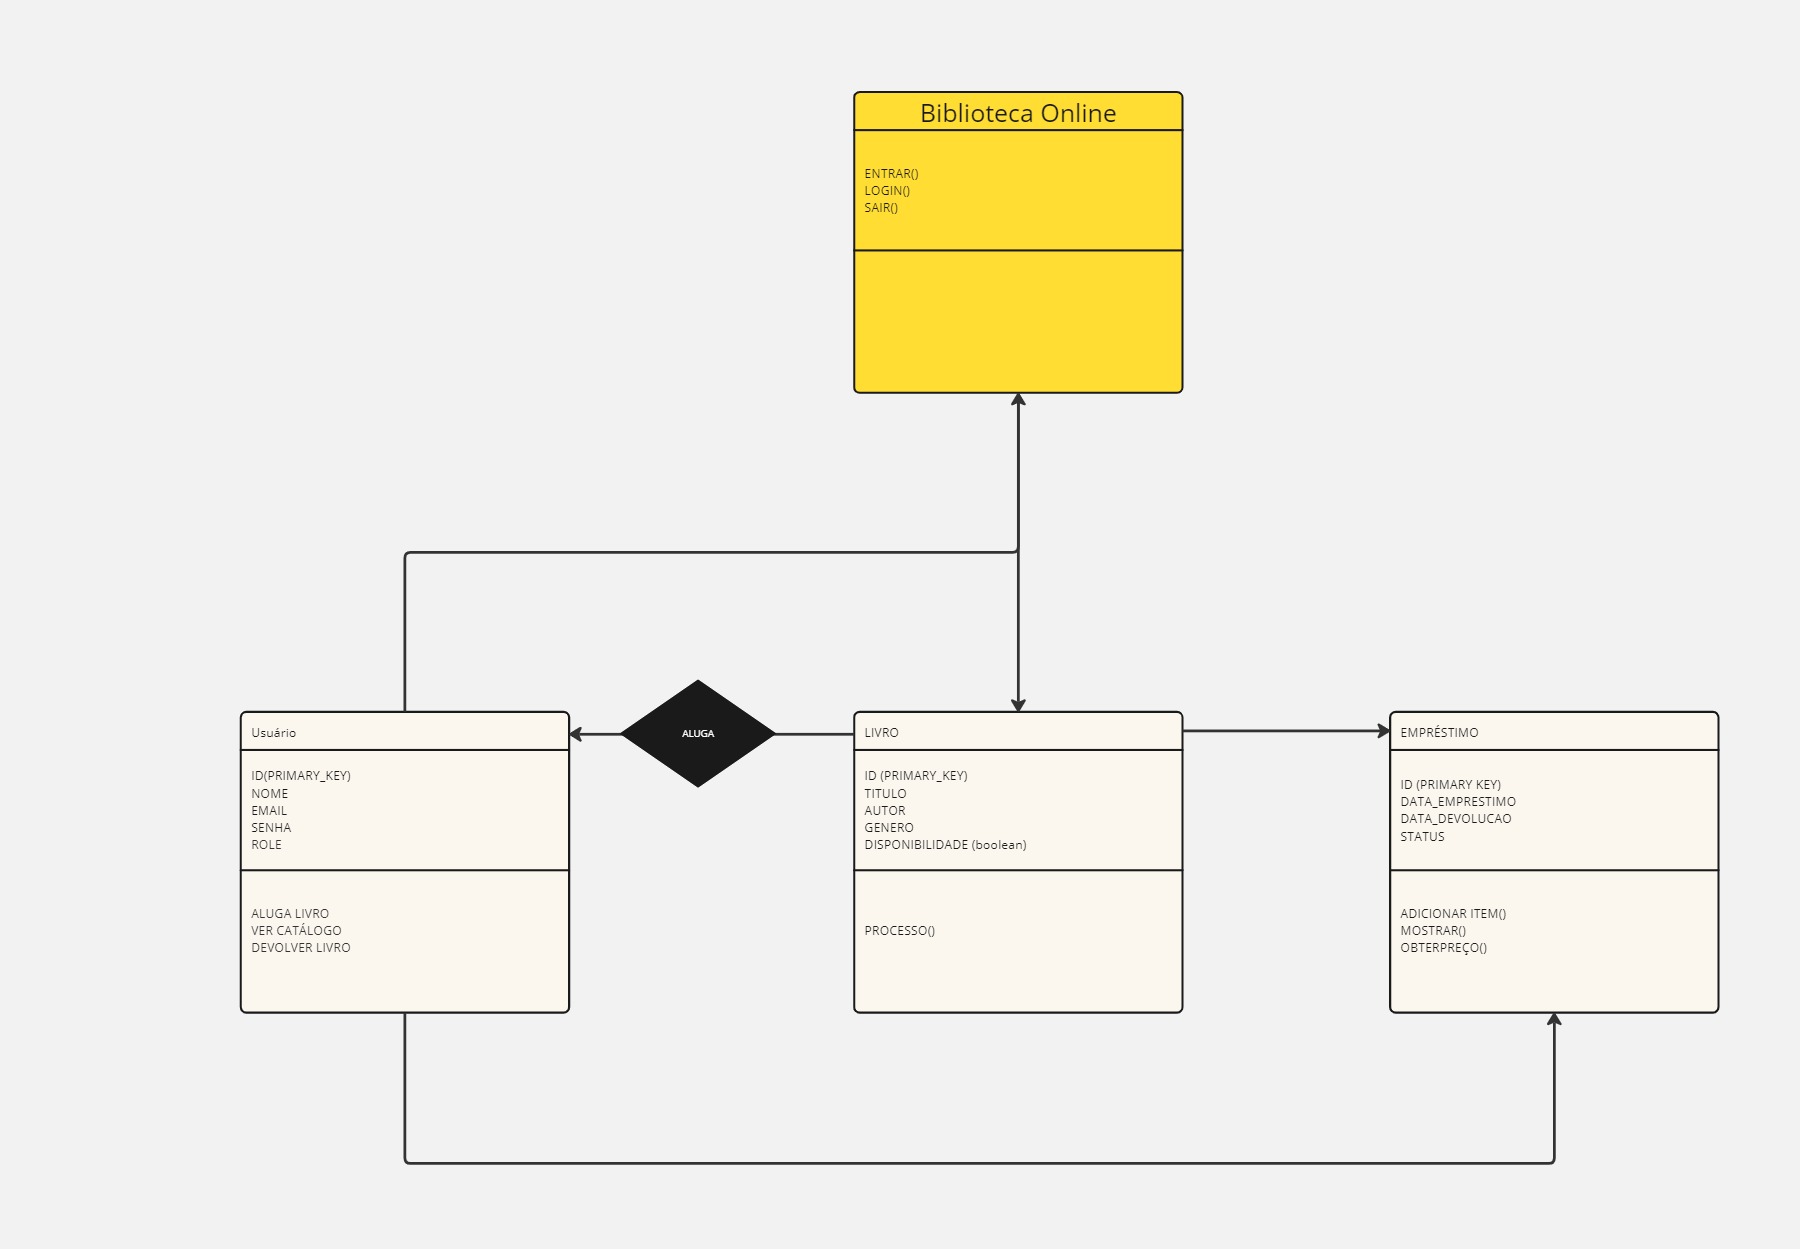 Biblioteca Online
ENTRAR()
LOGIN()
SAIR()
Usuário
ID(PRIMARY_KEY)
NOME
EMAIL
SENHA
ROLE
ALUGA LIVRO
VER CATÁLOGO
DEVOLVER LIVRO
ALUGA
LIVRO
ID (PRIMARY_KEY)
TITULO
AUTOR
GENERO
DISPONIBILIDADE (boolean)
PROCESSO()
EMPRÉSTIMO
ID (PRIMARY KEY)
DATA_EMPRESTIMO
DATA_DEVOLUCAO
STATUS
ADICIONAR ITEM()
MOSTRAR()
OBTERPREÇO()